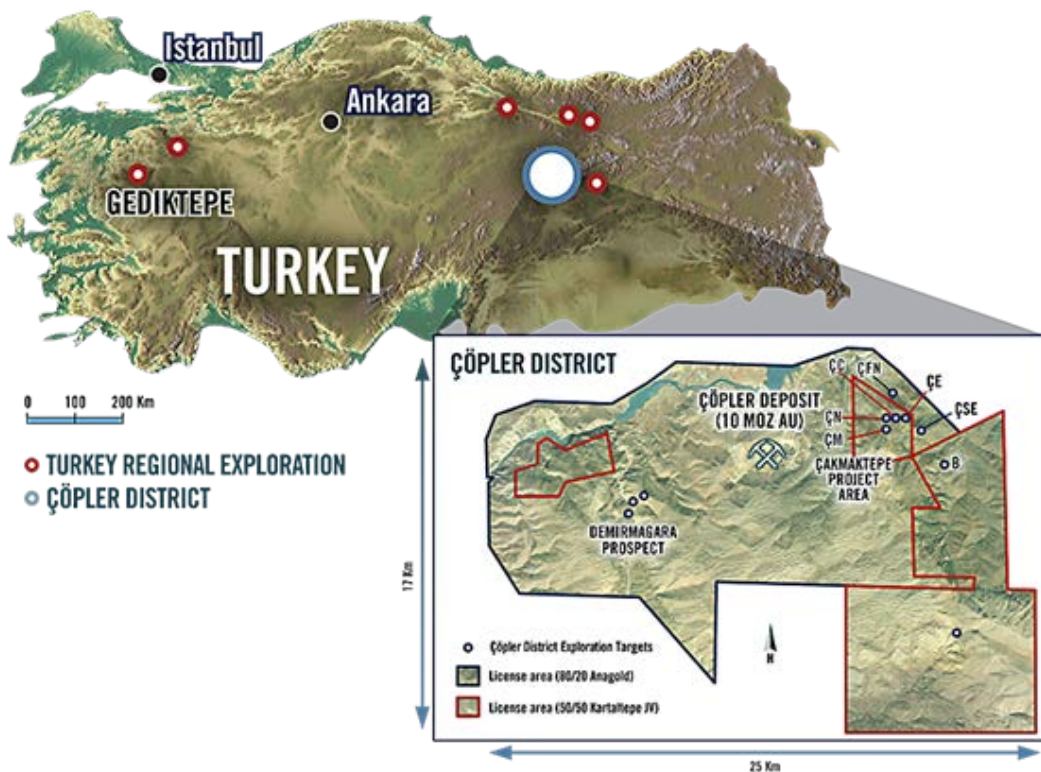 Istanbul
Ankara
GEDIKTEPE
TURKEY
0 100 200 Km
TURKEY REGIONAL EXPLORATION
ÇÖPLER DISTRICT
ÇÖPLER DISTRICT
ÇC
ÇFN
ÇE
ÇÖPLER DEPOSIT
(10 MOZ AU)
ÇN
ÇSE
ÇM
ÇAKMAKTEPE
PROJECT
AREA
B
DEMIRMAGARA
PROSPECT
17 Km
Çöpler District Exploration Targets
N
License area (80/20 Anagold)
License area (50/50 Kartaltepe JV)
25 Km